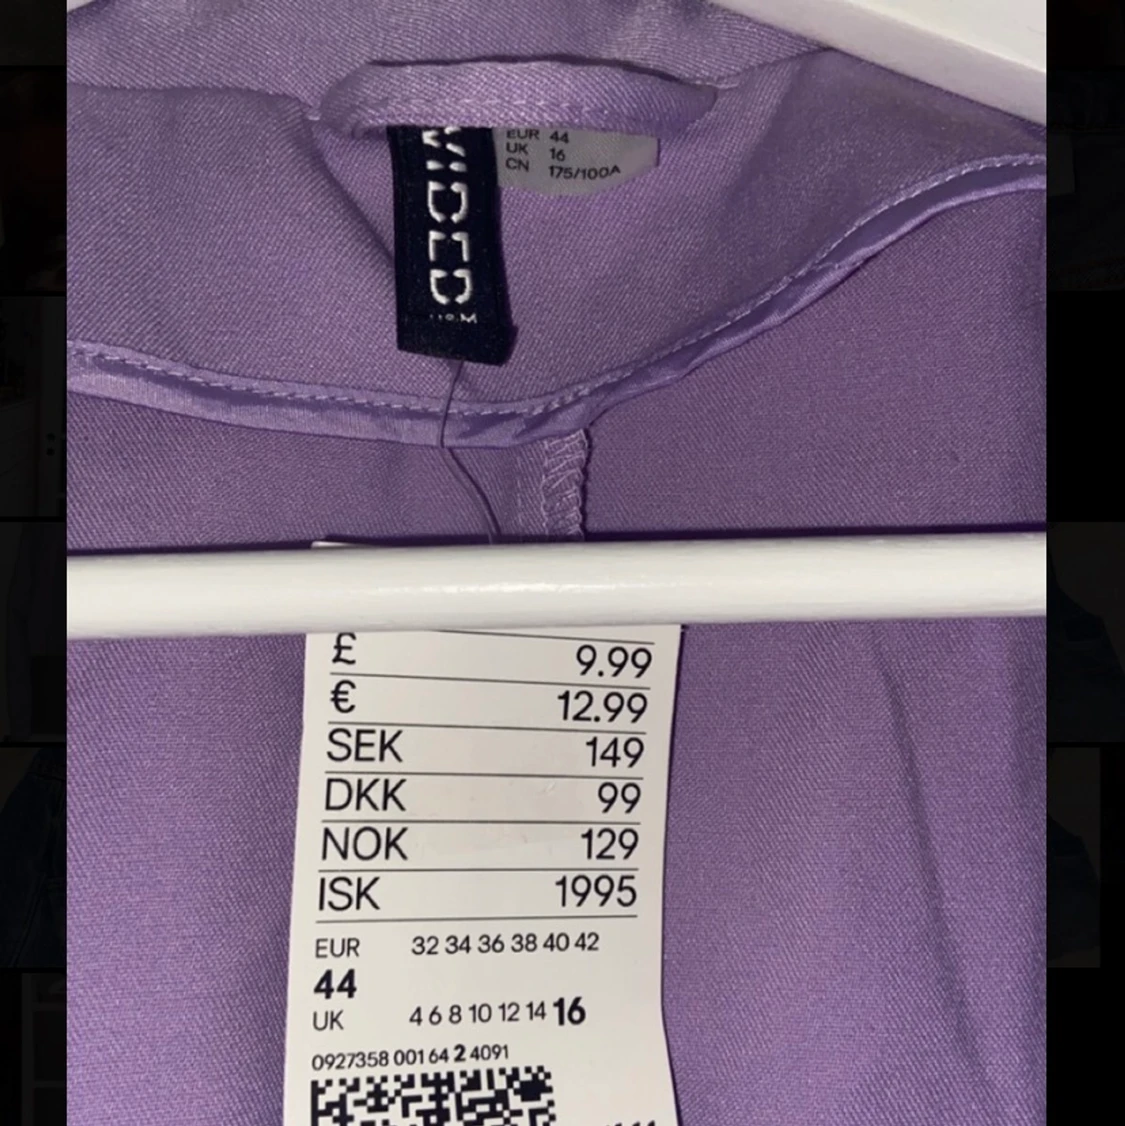 EUR 44
UK 16
CN 175/100A
VIDED
£ 9.99
€ 12.99
SEK 149
DKK 99
NOK 129
ISK 1995
EUR 32 34 36 38 40 42
44
UK 4 6 8 10 12 14 16
0927358 001 64 2 4091